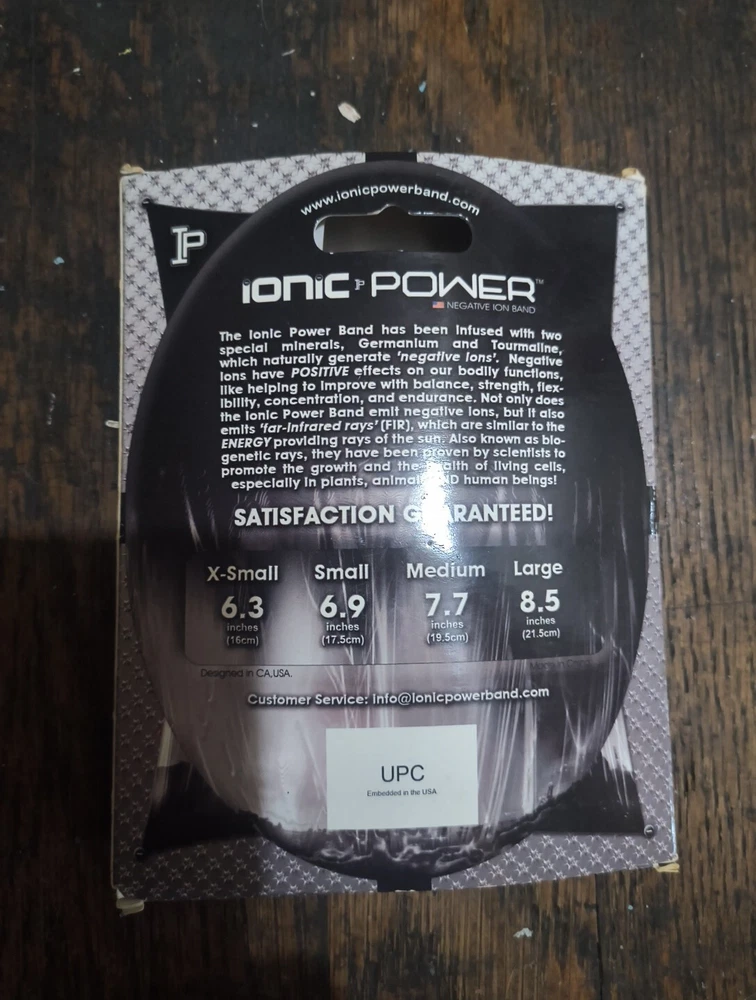 www.ionicpowerband.com
IP
IONIC IP POWER™
NEGATIVE ION BAND
The Ionic Power Band has been infused with two
special minerals, Germanium and Tourmaline,
which naturally generate 'negative ions'. Negative
ions have POSITIVE effects on our bodily functions,
like helping to improve with balance, strength, flex-
ibility, concentration, and endurance. Not only does
the Ionic Power Band emit negative ions, but it also
emits 'far-infrared rays' (FIR), which are similar to the
ENERGY providing rays of the sun. Also known as bio-
genetic rays, they have been proven by scientists to
promote the growth and the health of living cells,
especially in plants, animals AND human beings!
SATISFACTION GUARANTEED!
X-Small Small Medium Large
6.3 6.9 7.7 8.5
inches inches inches inches
(16cm) (17.5cm) (19.5cm) (21.5cm)
Designed in CA,USA.
Customer Service: info@ionicpowerband.com
UPC
Embedded in the USA